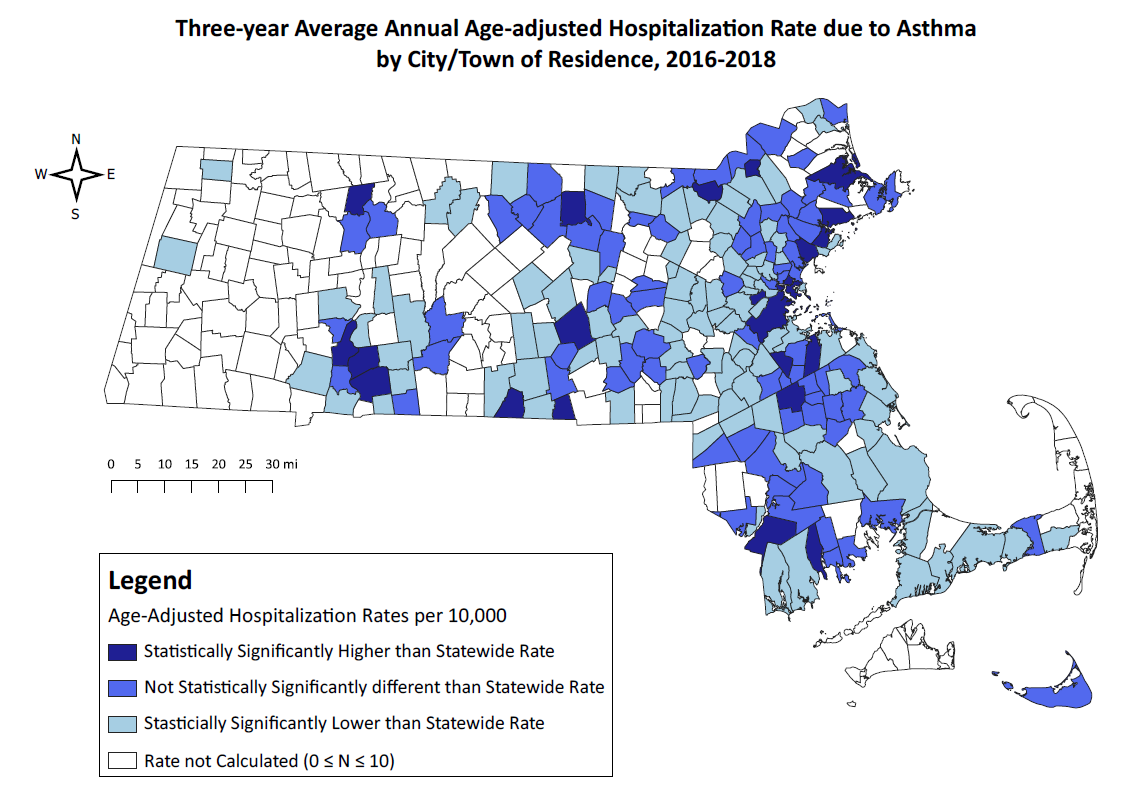 Three-year Average Annual Age-adjusted Hospitalization Rate due to Asthma
by City/Town of Residence, 2016-2018
N
W E
S
0 5 10 15 20 25 30 mi
Legend
Age-Adjusted Hospitalization Rates per 10,000
Statistically Significantly Higher than Statewide Rate
Not Statistically Significantly different than Statewide Rate
Stasticially Significantly Lower than Statewide Rate
Rate not Calculated (0 ≤ N ≤ 10)